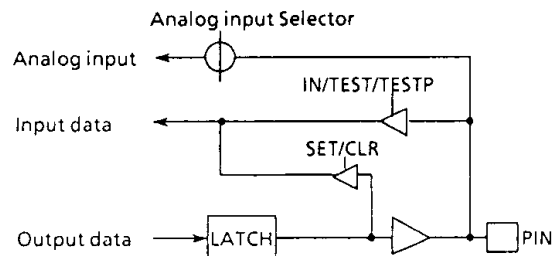 Analog input Selector
Analog input
IN/TEST/TESTP
Input data
SET/CLR
Output data
LATCH
PIN